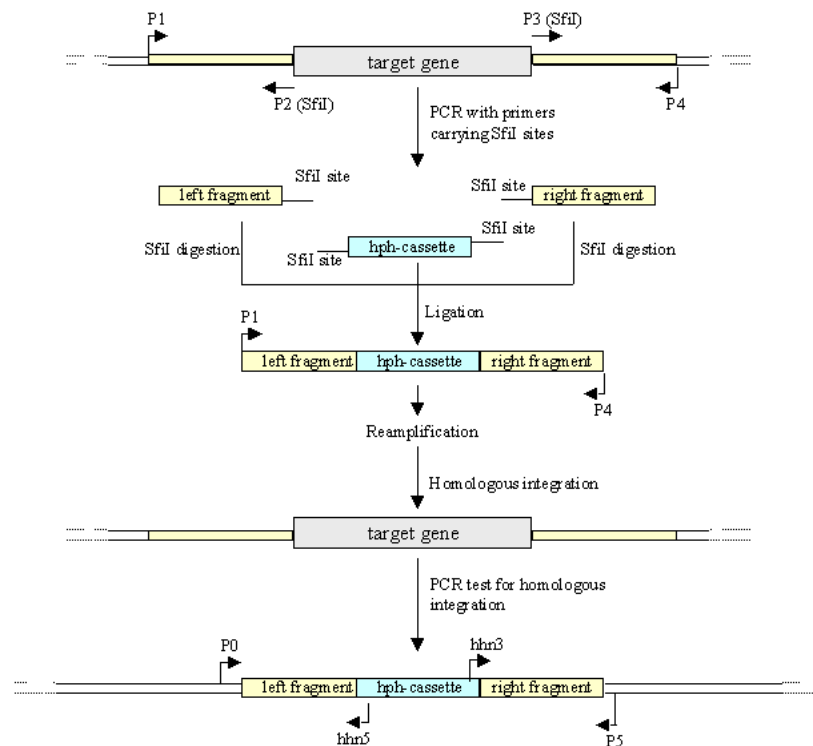 P1
P3 (SfiI)
target gene
P2 (SfiI)
P4
PCR with primers
carrying SfiI sites
SfiI site
SfiI site
left fragment
right fragment
SfiI site
SfiI digestion
hph-cassette
SfiI digestion
SfiI site
Ligation
P1
left fragment
hph-cassette
right fragment
P4
Reamplification
Homologous integration
target gene
PCR test for homologous
integration
P0
hhn3
left fragment
hph-cassette
right fragment
hhn5
P5